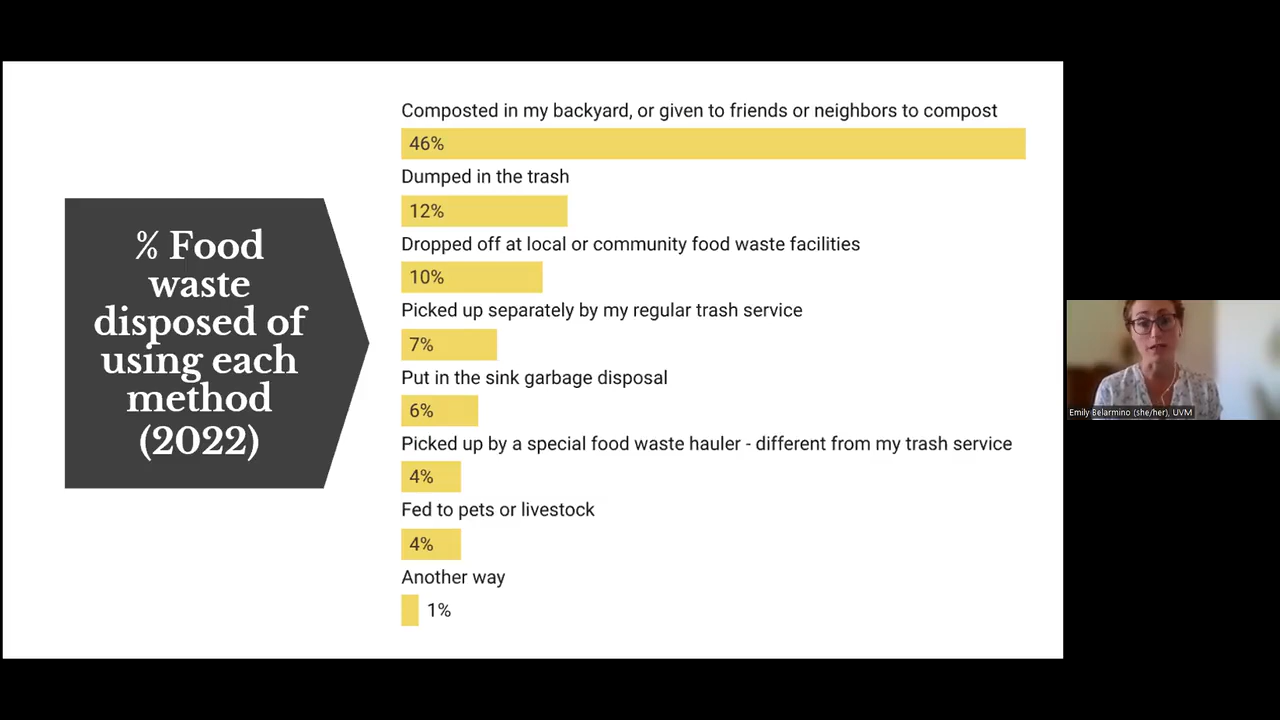 % Food
waste
disposed of
using each
method
(2022)
Composted in my backyard, or given to friends or neighbors to compost
46%
Dumped in the trash
12%
Dropped off at local or community food waste facilities
10%
Picked up separately by my regular trash service
7%
Put in the sink garbage disposal
6%
Picked up by a special food waste hauler - different from my trash service
4%
Fed to pets or livestock
4%
Another way
1%
Emily Belarmino (she/her), UVM